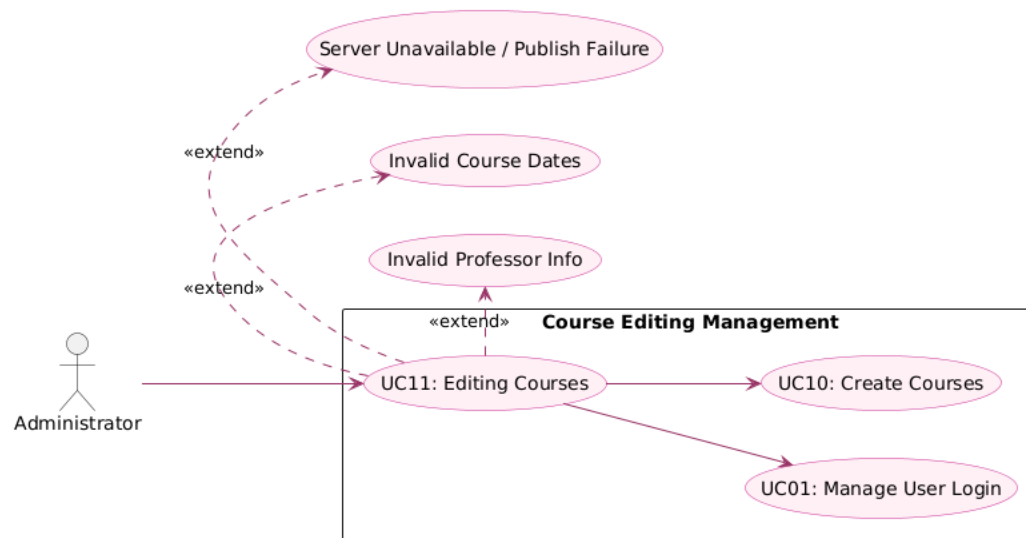 Server Unavailable / Publish Failure
«extend»
Invalid Course Dates
Invalid Professor Info
«extend»
«extend»
Course Editing Management
Administrator
UC11: Editing Courses
UC10: Create Courses
UC01: Manage User Login